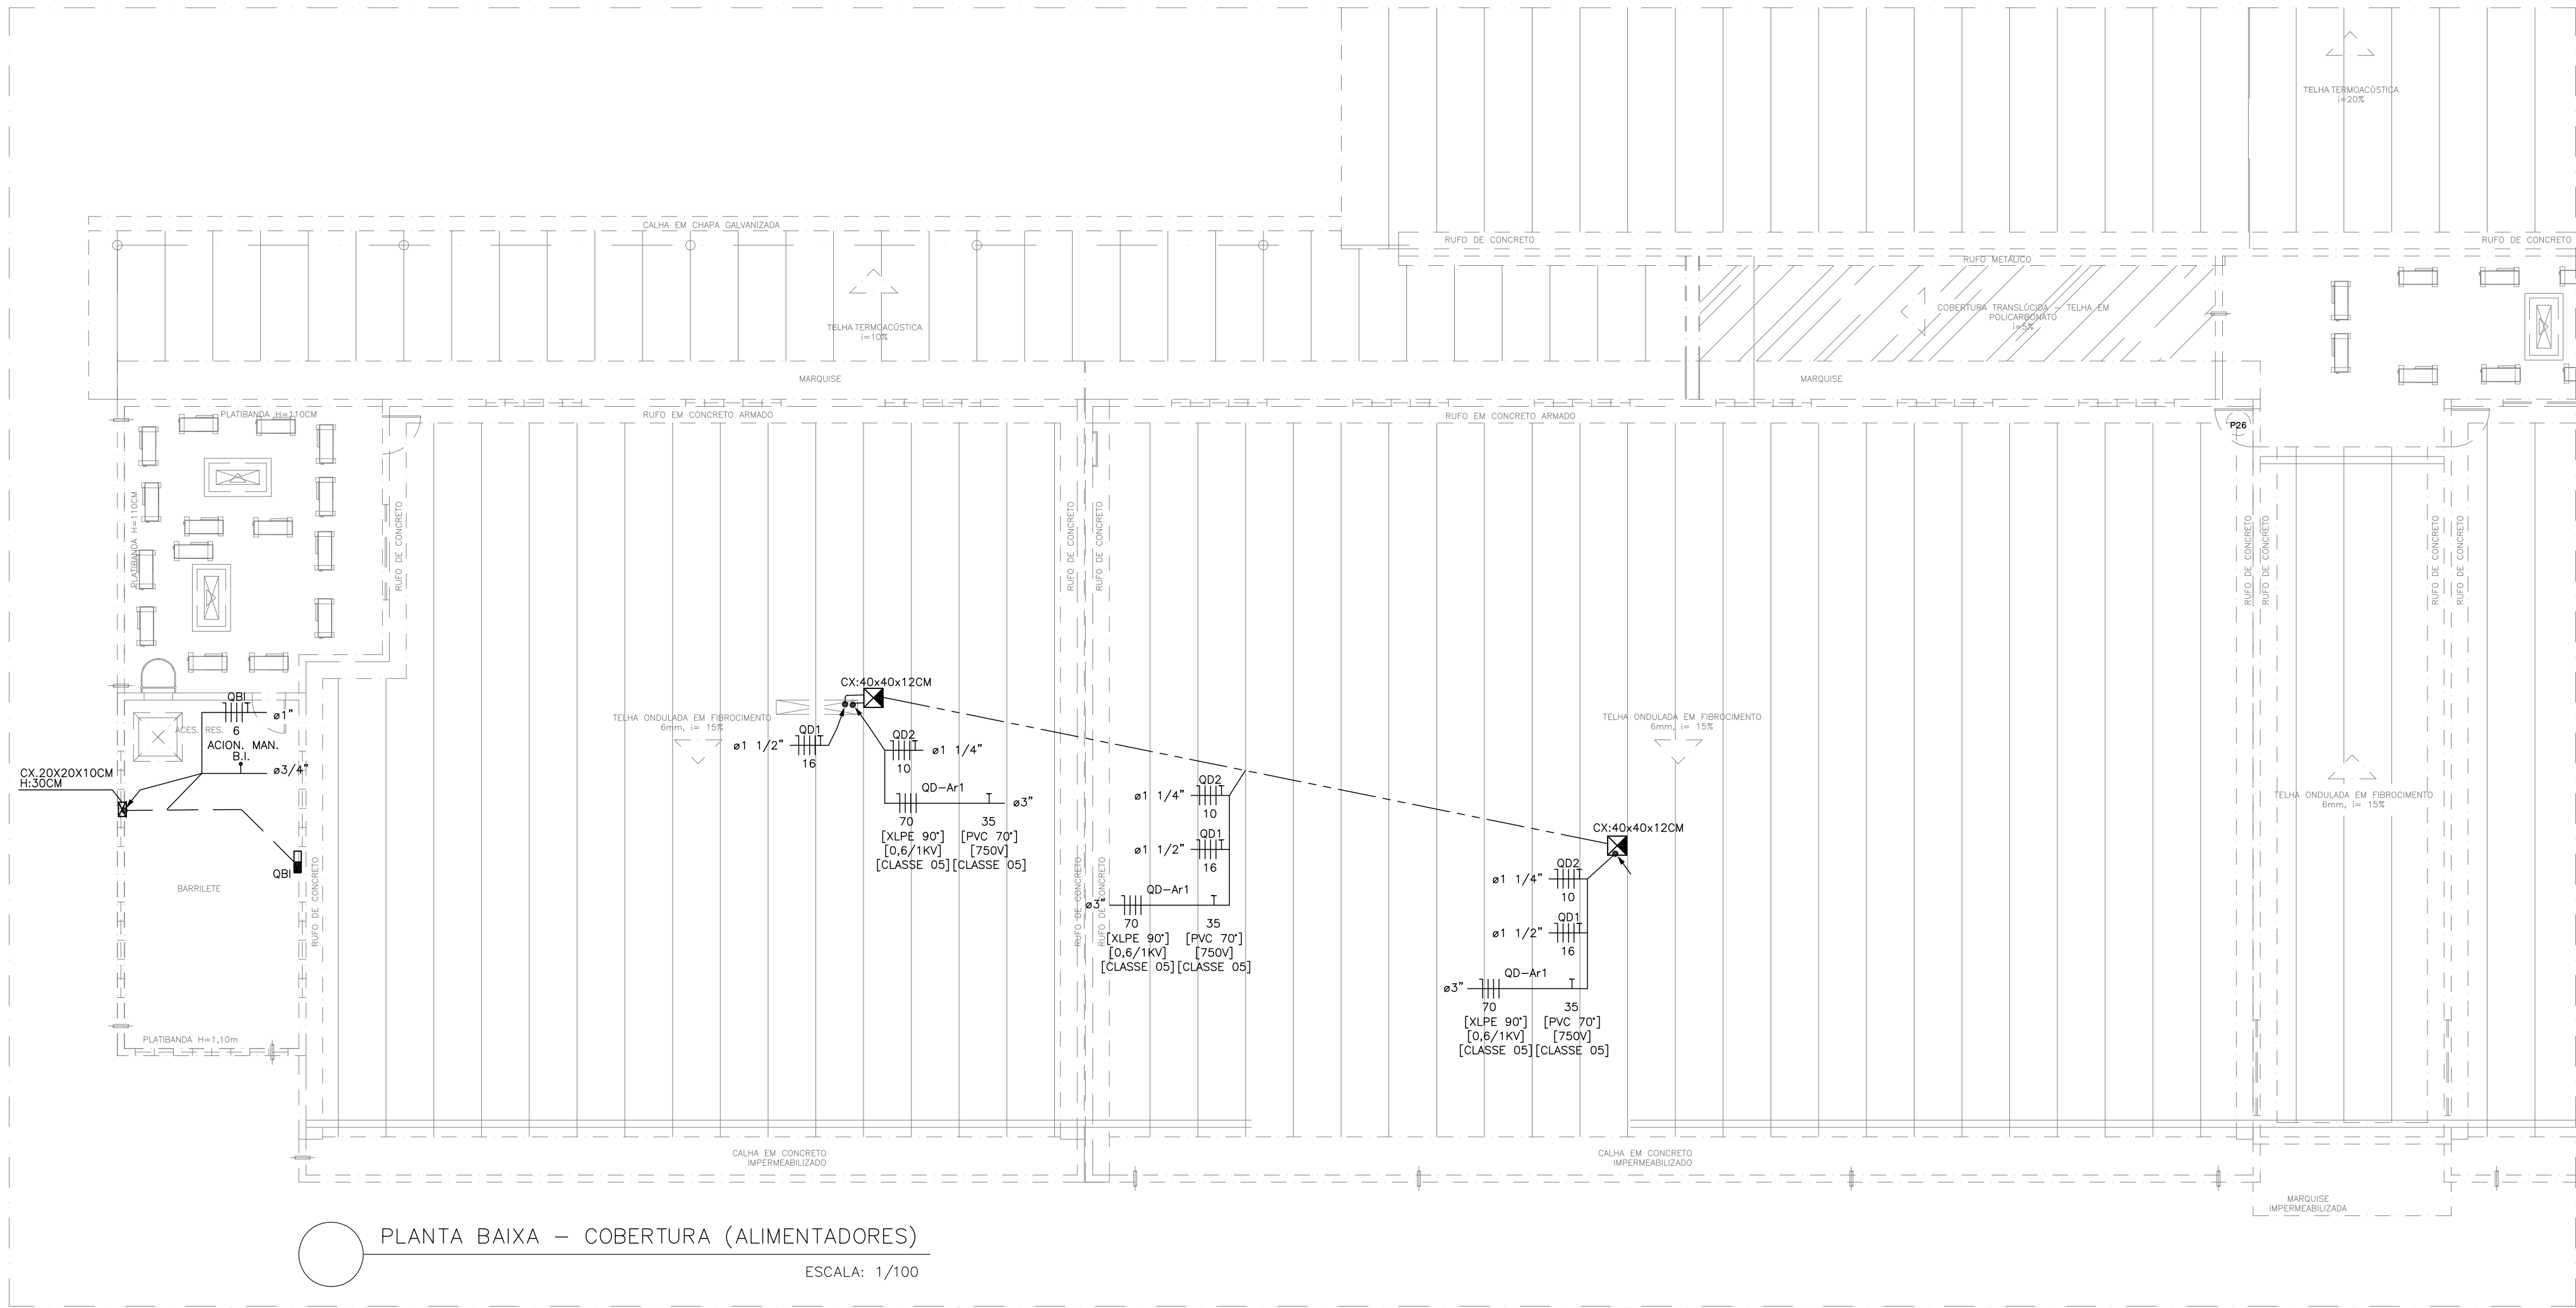 TELHA TERMOACÚSTICA
i=20%
CALHA EM CHAPA GALVANIZADA
RUFO DE CONCRETO
RUFO DE CONCRETO
RUFO METÁLICO
COBERTURA TRANSLÚCIDA - TELHA EM
POLICARBONATO
i=5%
TELHA TERMOACÚSTICA
i=10%
MARQUISE
MARQUISE
PLATIBANDA H=110CM
RUFO EM CONCRETO ARMADO
RUFO EM CONCRETO ARMADO
P26
PLATIBANDA H=110CM
RUFO DE CONCRETO
RUFO DE CONCRETO
RUFO DE CONCRETO
RUFO DE CONCRETO
RUFO DE CONCRETO
RUFO DE CONCRETO
RUFO DE CONCRETO
CX:40x40x12CM
QBI
ø1"
6
ACES. RES.
ACION. MAN.
B.I.
ø3/4"
CX.20X20X10CM
H:30CM
QBI
BARRILETE
RUFO DE CONCRETO
PLATIBANDA H=1,10m
TELHA ONDULADA EM FIBROCIMENTO
6mm, i= 15%
QD1
ø1 1/2"
16
QD2
ø1 1/4"
10
QD-Ar1
ø3"
70
35
[XLPE 90°]
[PVC 70°]
[0,6/1KV]
[750V]
[CLASSE 05]
[CLASSE 05]
RUFO DE CONCRETO
RUFO DE CONCRETO
QD2
ø1 1/4"
10
QD1
ø1 1/2"
16
QD-Ar1
ø3"
70
35
[XLPE 90°]
[PVC 70°]
[0,6/1KV]
[750V]
[CLASSE 05]
[CLASSE 05]
TELHA ONDULADA EM FIBROCIMENTO
6mm, i= 15%
CX:40x40x12CM
QD2
ø1 1/4"
10
QD1
ø1 1/2"
16
QD-Ar1
ø3"
70
35
[XLPE 90°]
[PVC 70°]
[0,6/1KV]
[750V]
[CLASSE 05]
[CLASSE 05]
TELHA ONDULADA EM FIBROCIMENTO
6mm, i= 15%
CALHA EM CONCRETO
IMPERMEABILIZADO
CALHA EM CONCRETO
IMPERMEABILIZADO
MARQUISE
IMPERMEABILIZADA
PLANTA BAIXA - COBERTURA (ALIMENTADORES)
ESCALA: 1/100